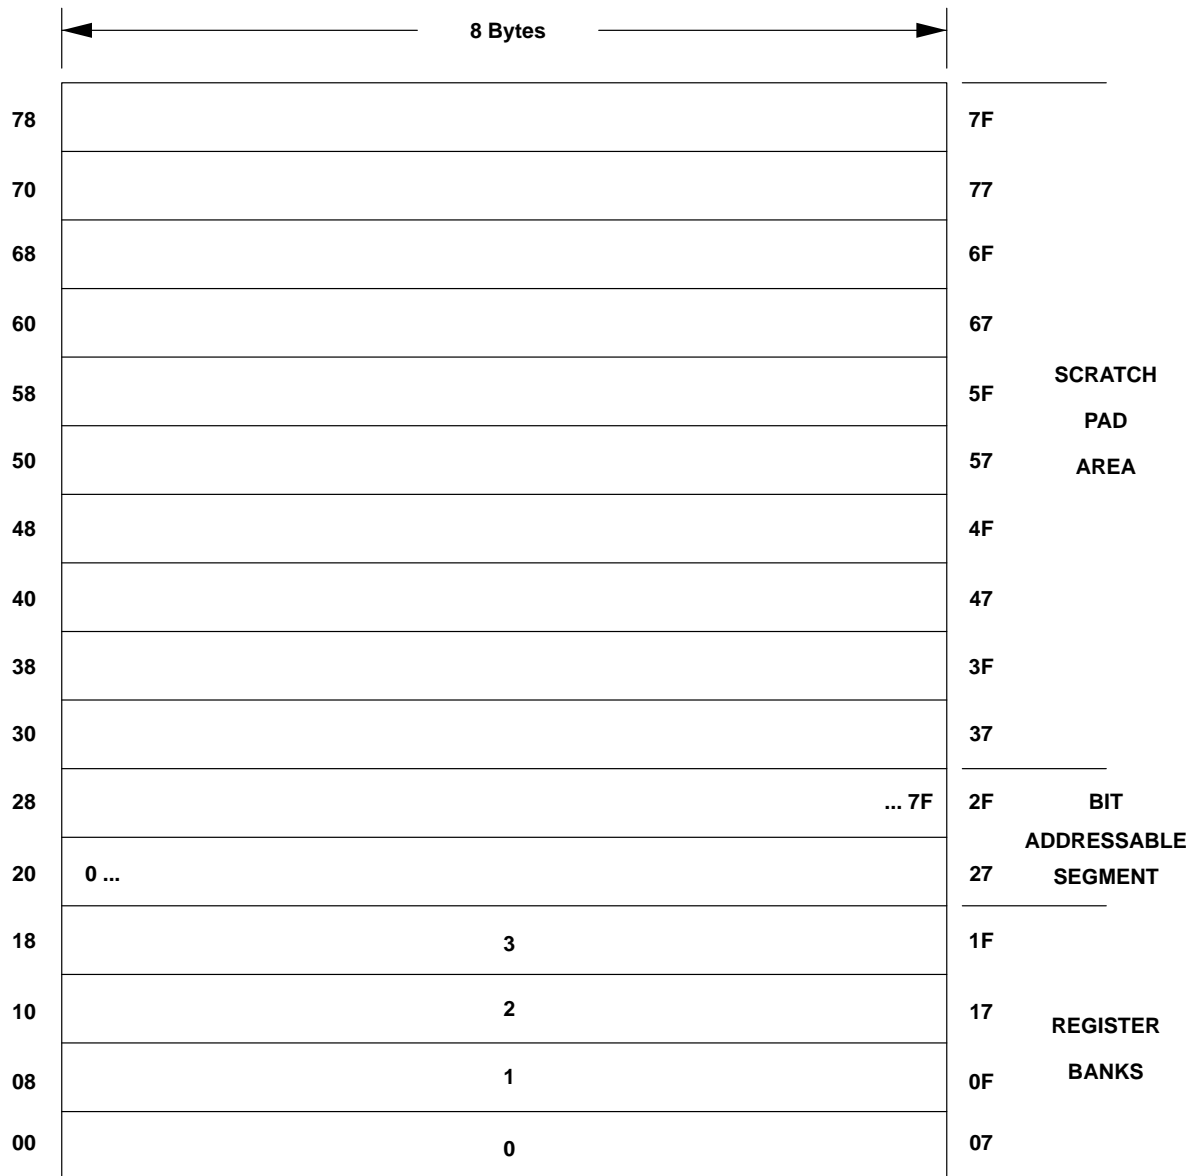 8 Bytes
78 7F
70 77
68 6F
60 67
SCRATCH
58 5F
PAD
50 57
AREA
48 4F
40 47
38 3F
30 37
28 ... 7F 2F BIT
ADDRESSABLE
20 0 ... 27 SEGMENT
18 3 1F
10 2 17
REGISTER
08 1 0F BANKS
00 0 07